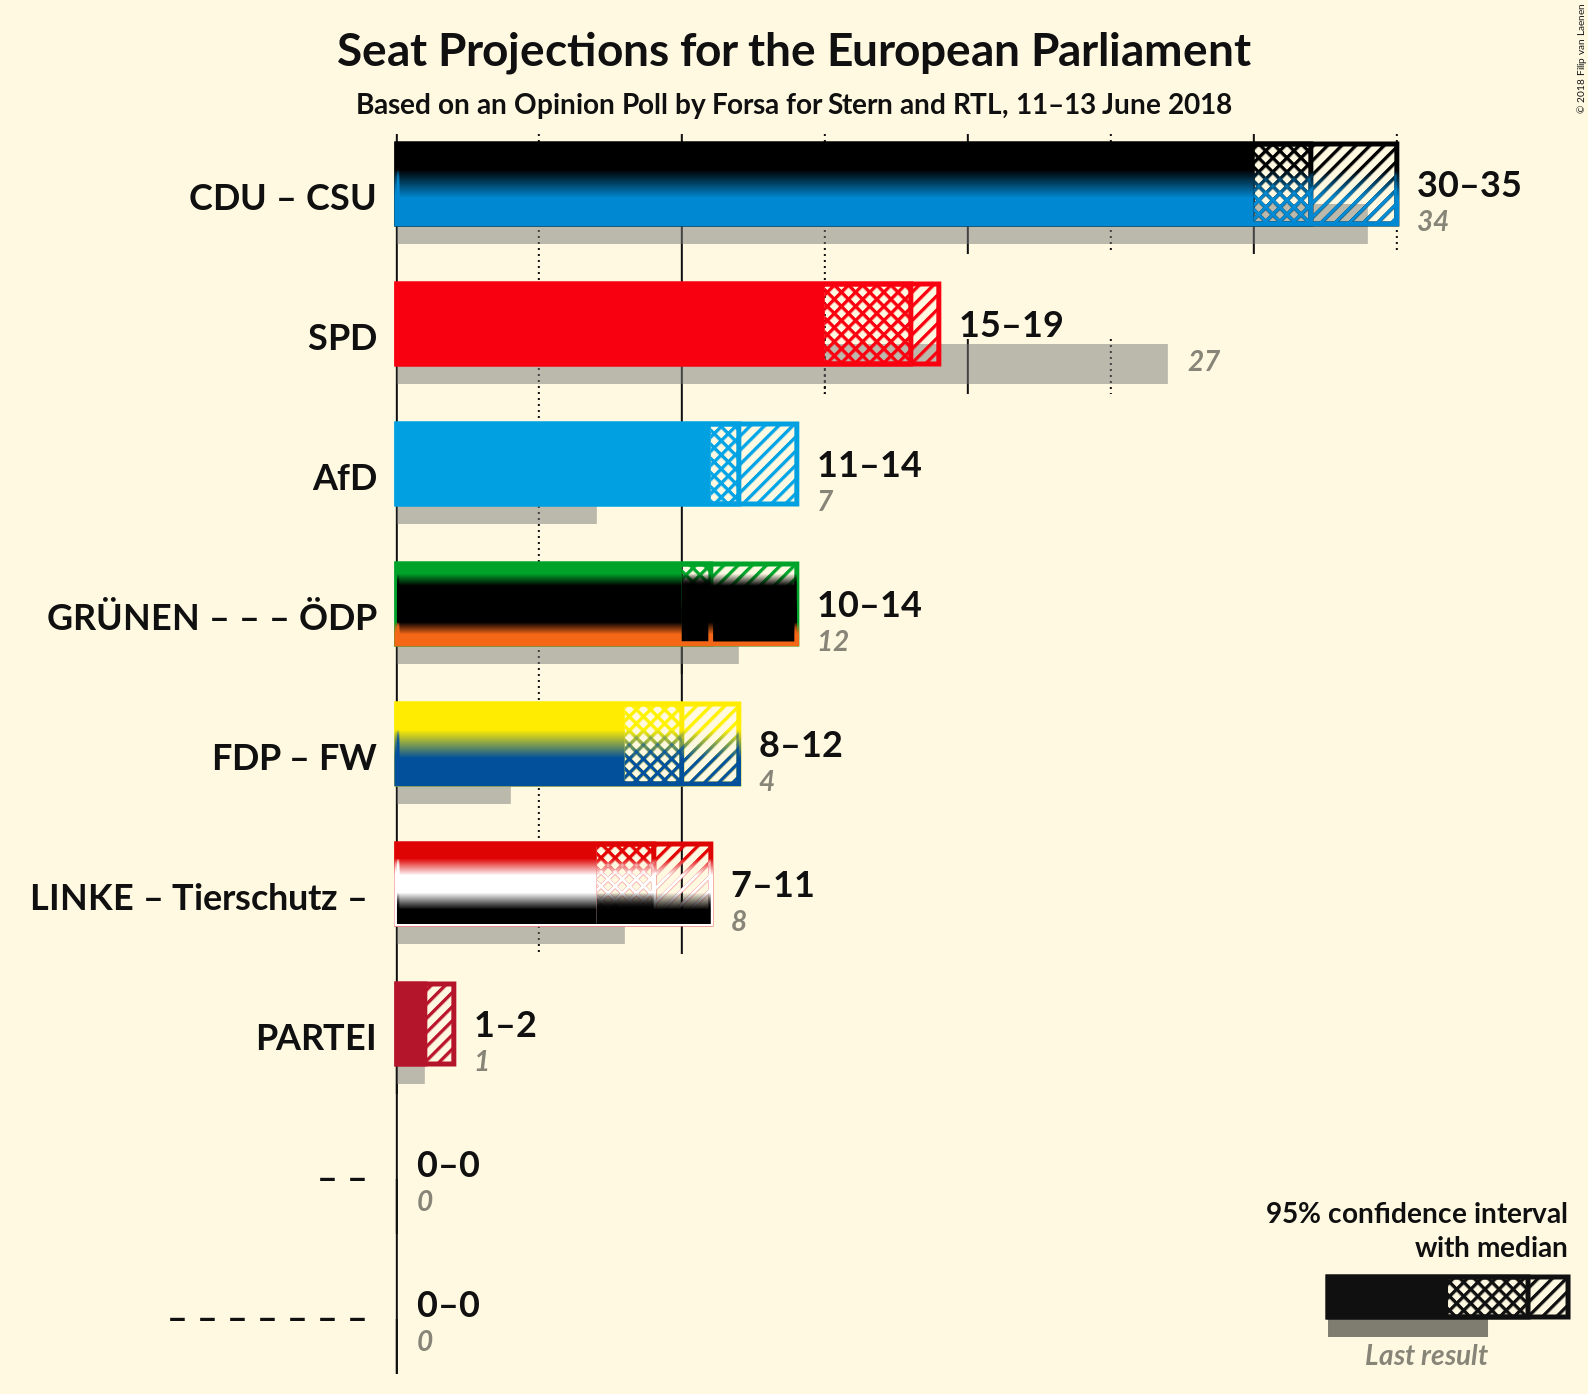 Seat Projections for the European Parliament
Based on an Opinion Poll by Forsa for Stern and RTL, 11–13 June 2018
© 2018 Filip van Laenen
CDU – CSU
30–35
34
SPD
15–19
27
AfD
11–14
7
GRÜNEN – – – ÖDP
10–14
12
FDP – FW
8–12
4
LINKE – Tierschutz –
7–11
8
PARTEI
1–2
1
– –
0–0
0
– – – – – – –
0–0
0
95% confidence interval
with median
Last result